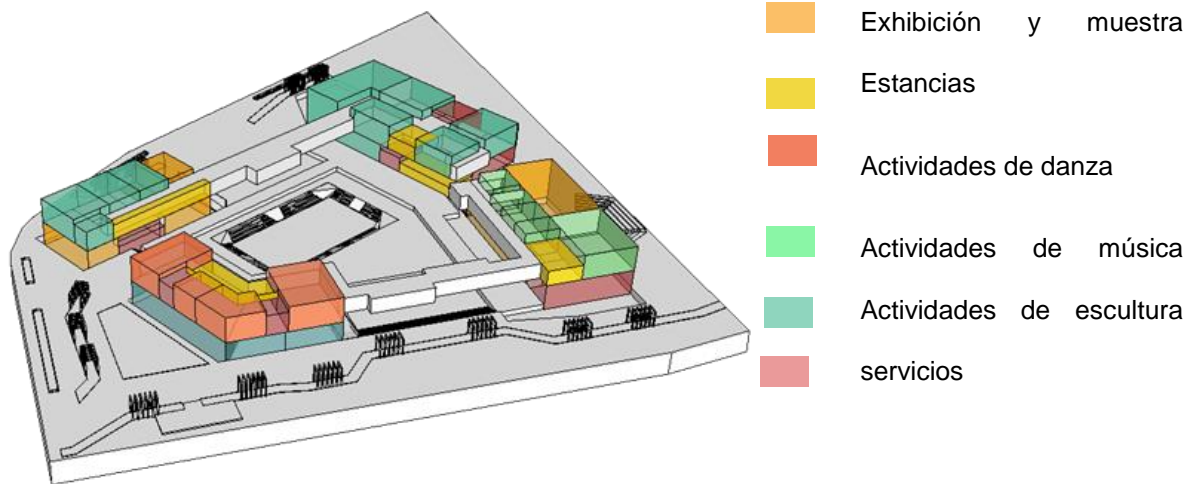 Exhibición y muestra
Estancias
Actividades de danza
Actividades de música
Actividades de escultura
servicios